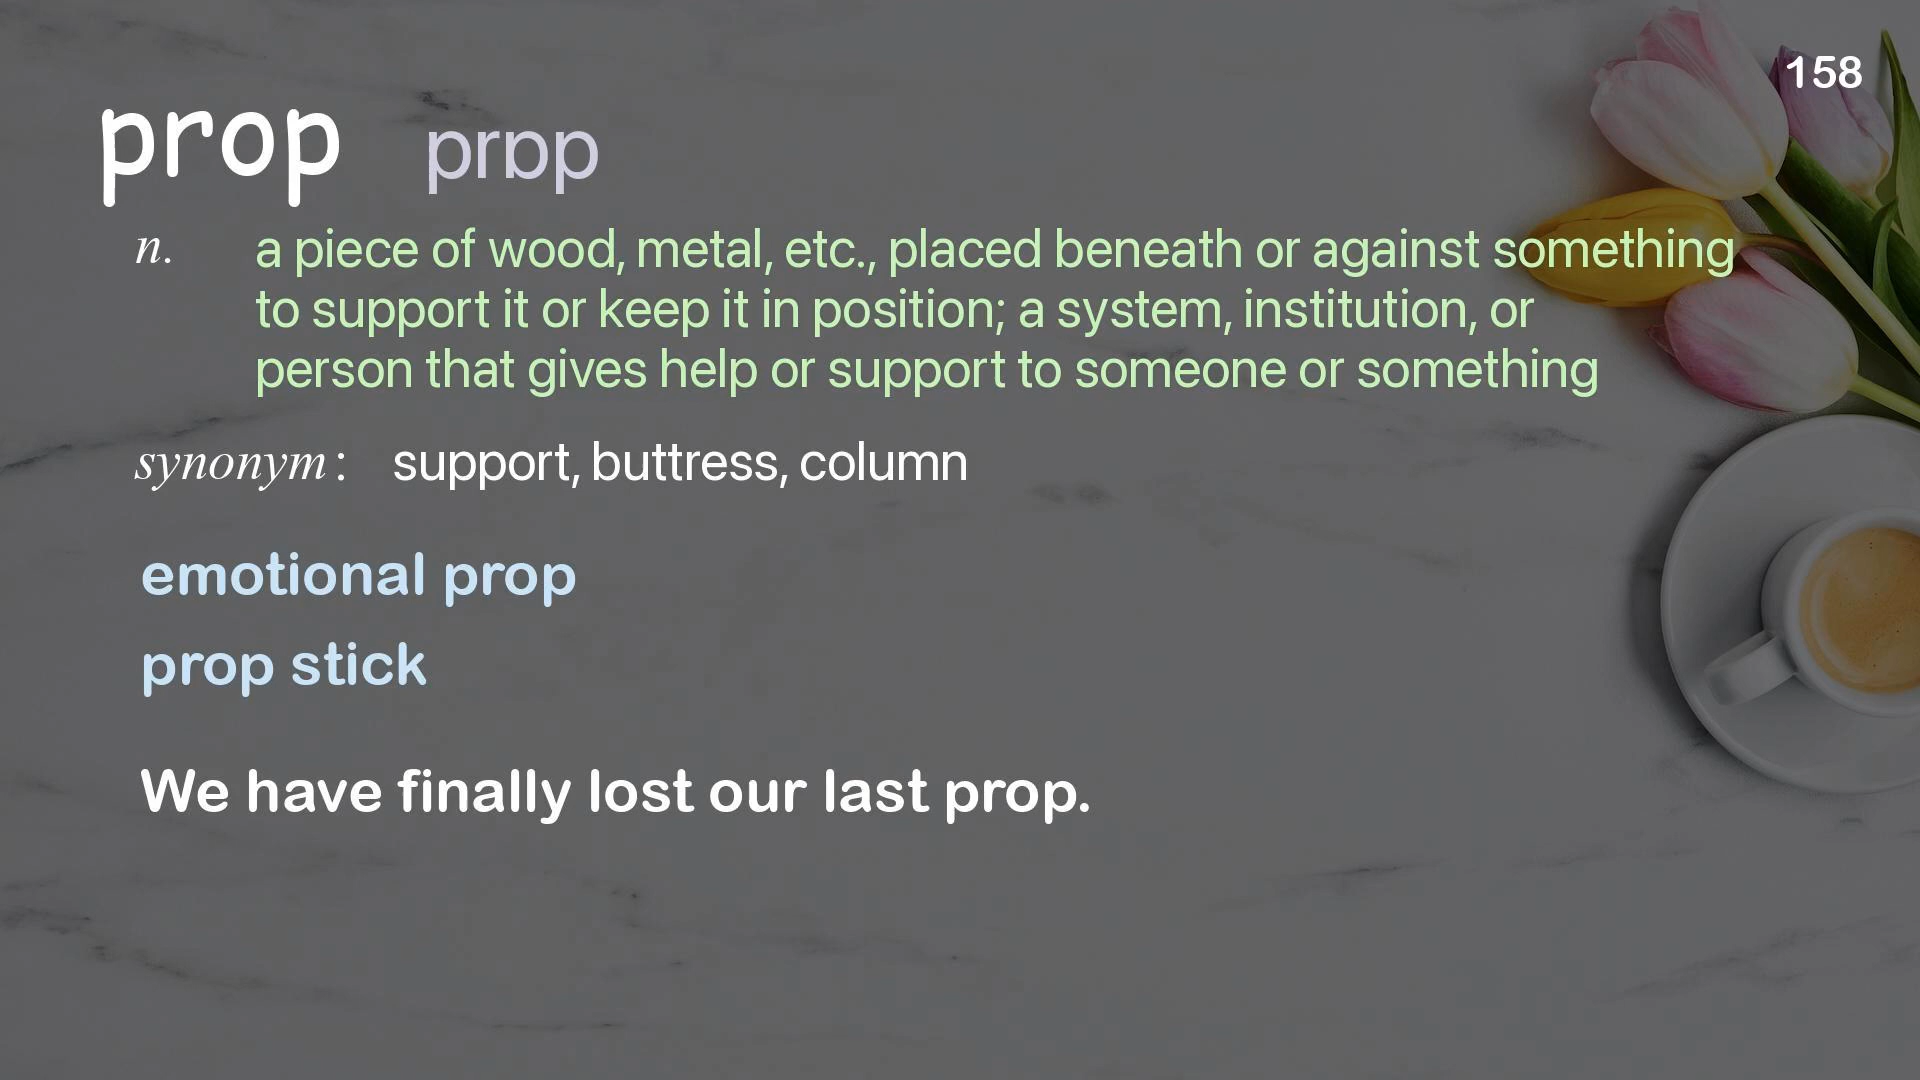 158
prop prɒp
n. a piece of wood, metal, etc., placed beneath or against something
to support it or keep it in position; a system, institution, or
person that gives help or support to someone or something
synonym: support, buttress, column
emotional prop
prop stick
We have finally lost our last prop.